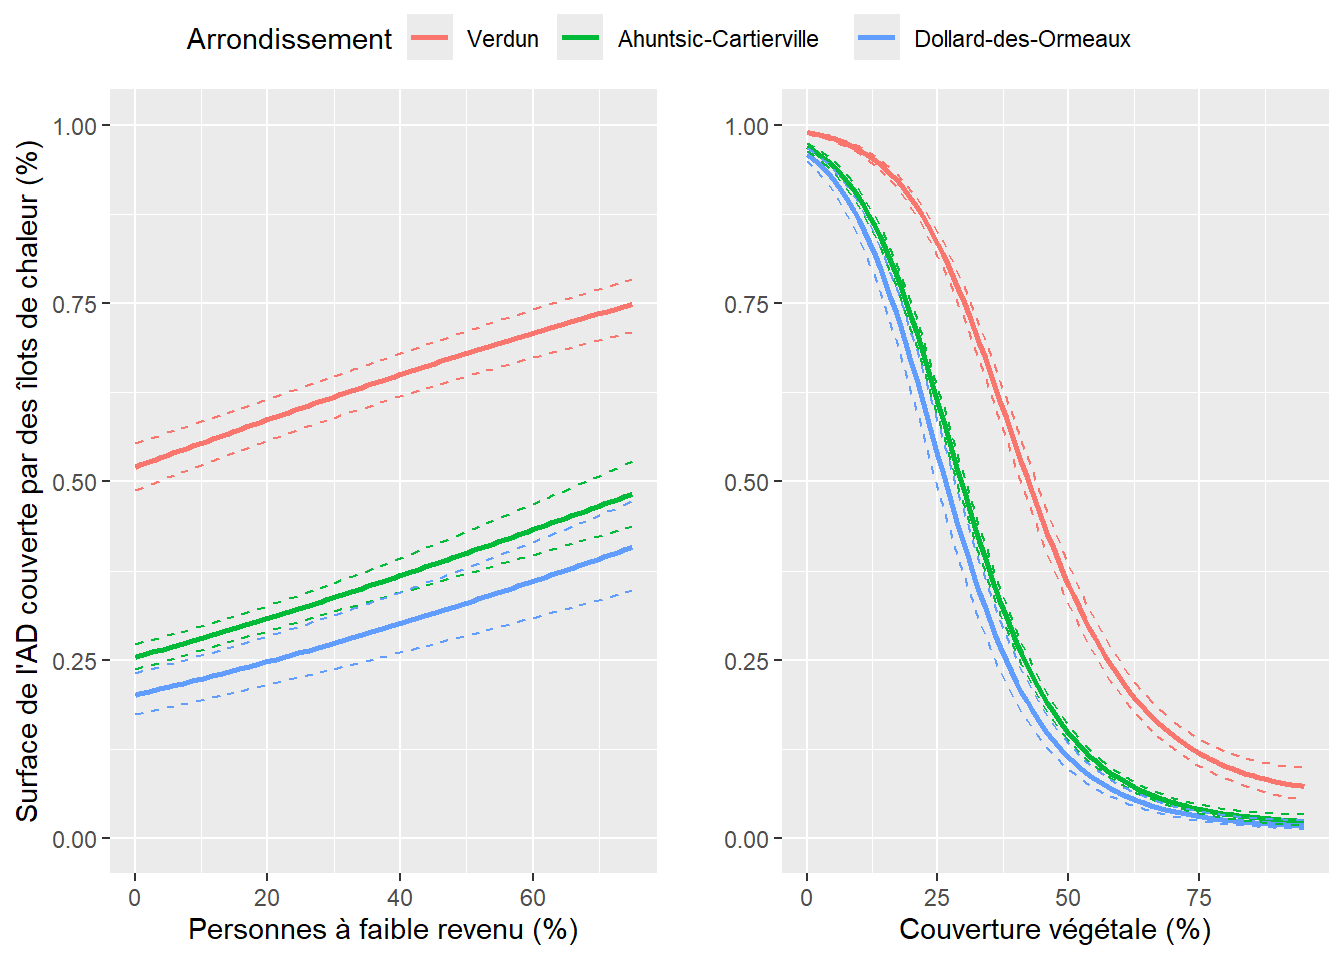 Arrondissement Verdun Ahuntsic-Cartierville Dollard-des-Ormeaux
Surface de l'AD couverte par des îlots de chaleur (%)
1.00
0.75
0.50
0.25
0.00
0 20 40 60
Personnes à faible revenu (%)
1.00
0.75
0.50
0.25
0.00
0 25 50 75
Couverture végétale (%)